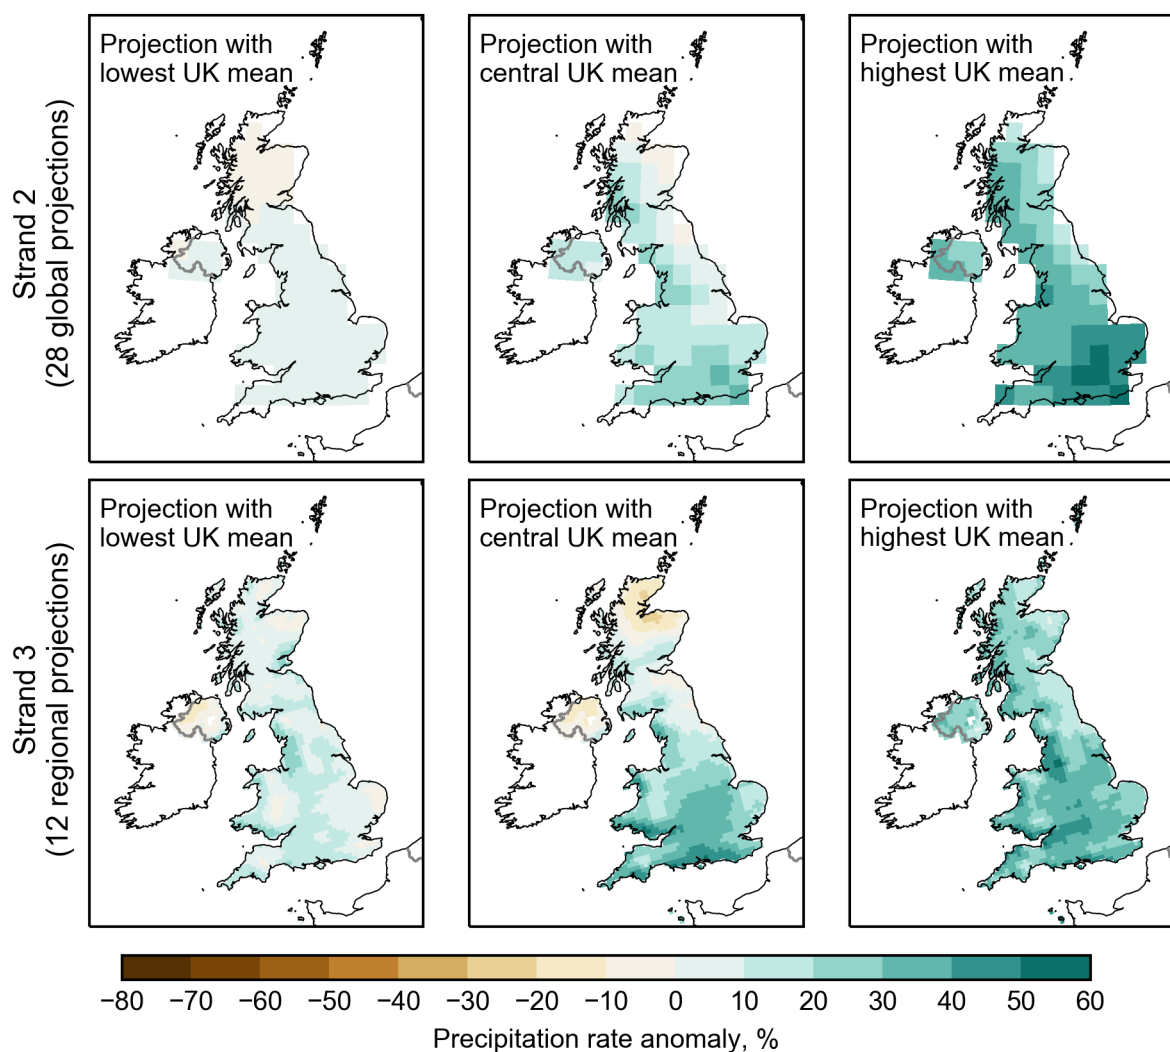 Projection with
lowest UK mean
Projection with
central UK mean
Projection with
highest UK mean
Strand 2
(28 global projections)
Projection with
lowest UK mean
Projection with
central UK mean
Projection with
highest UK mean
Strand 3
(12 regional projections)
−80 −70 −60 −50 −40 −30 −20 −10 0 10 20 30 40 50 60
Precipitation rate anomaly, %